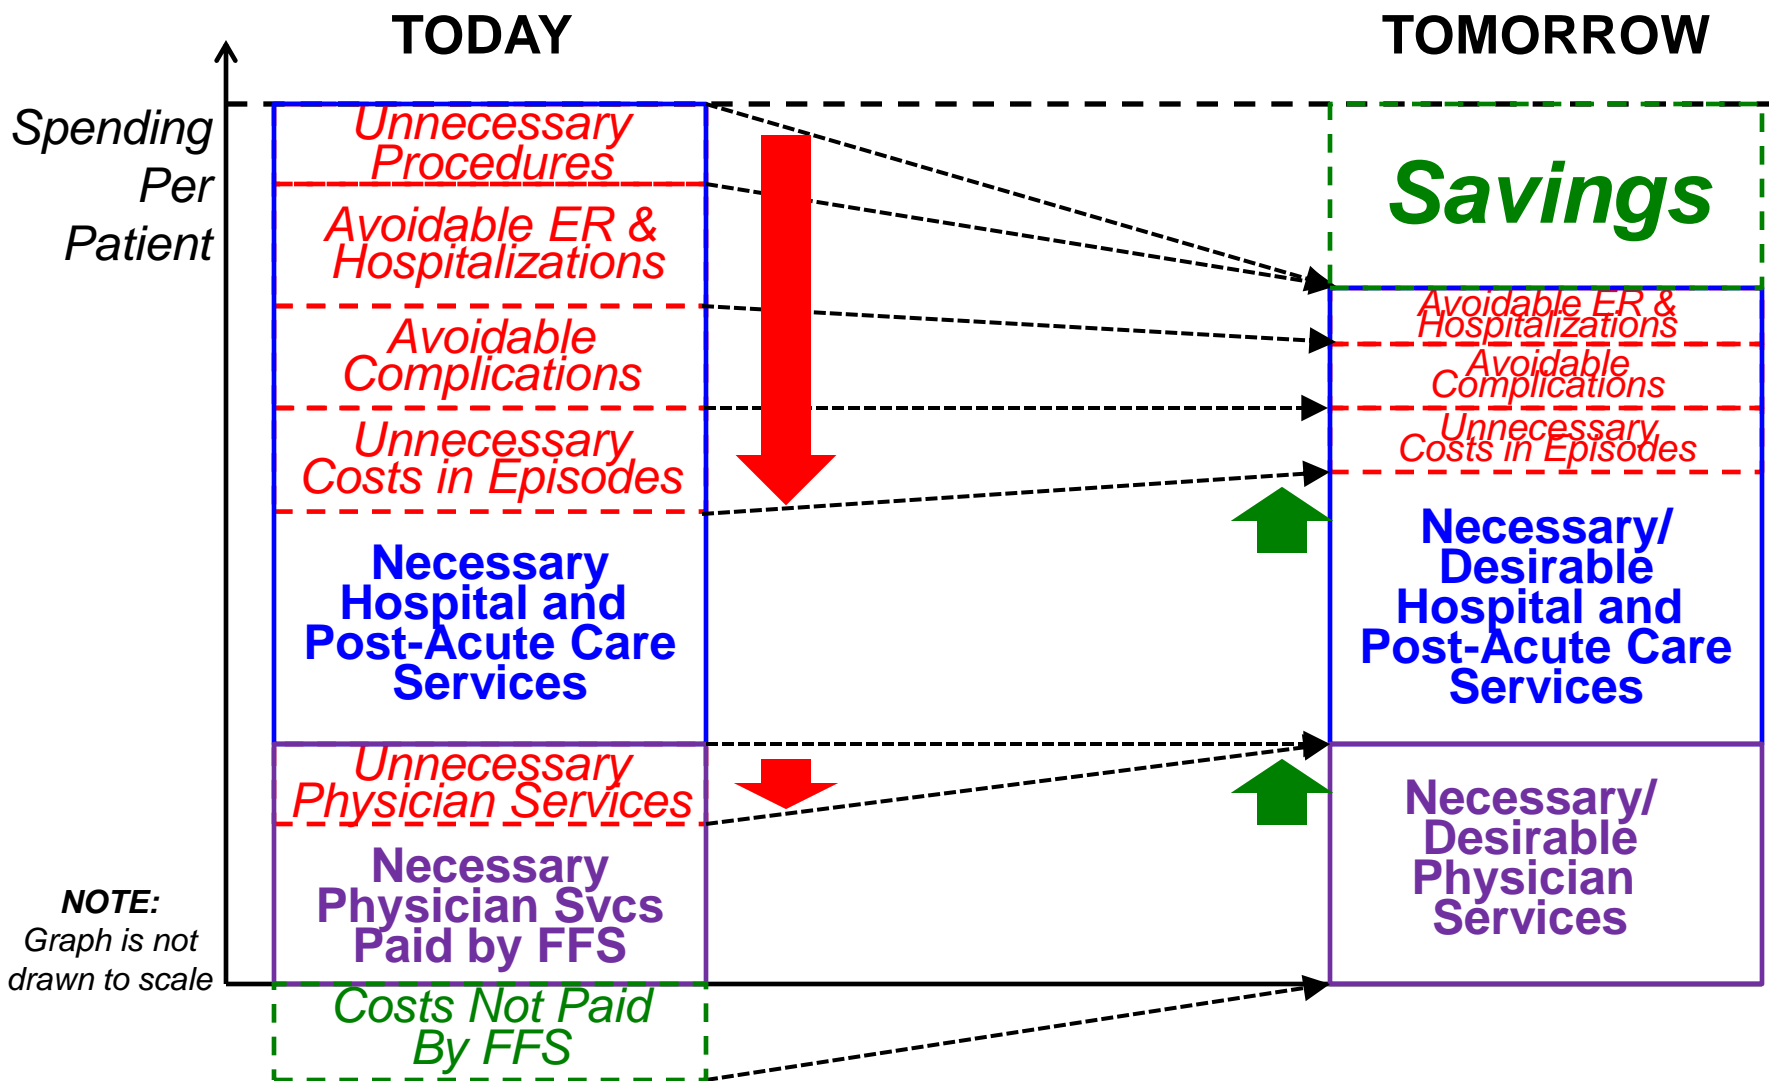 TODAY
TOMORROW
Spending
Per
Patient
Unnecessary
Procedures
Avoidable ER &
Hospitalizations
Avoidable
Complications
Unnecessary
Costs in Episodes
Necessary
Hospital and
Post-Acute Care
Services
Unnecessary
Physician Services
Necessary
Physician Svcs
Paid by FFS
Costs Not Paid
By FFS
Savings
Avoidable ER &
Hospitalizations
Avoidable
Complications
Unnecessary
Costs in Episodes
Necessary/
Desirable
Hospital and
Post-Acute Care
Services
Necessary/
Desirable
Physician
Services
NOTE:
Graph is not
drawn to scale